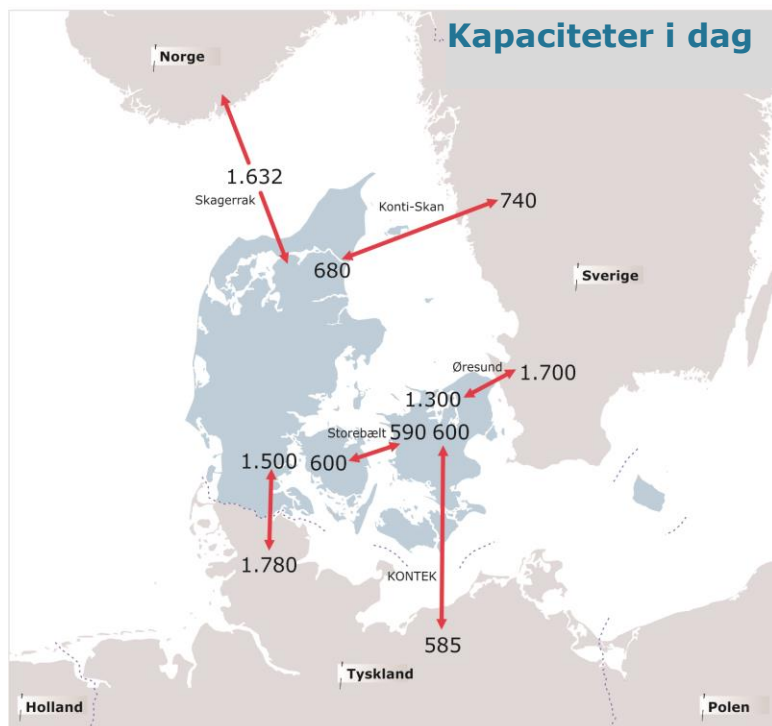 Kapaciteter i dag
Norge
1.632
Skagerrak
Konti-Skan
740
680
Sverige
Øresund
1.700
1.300
Storebælt
590
600
600
1.500
1.780
KONTEK
585
Tyskland
Holland
Polen